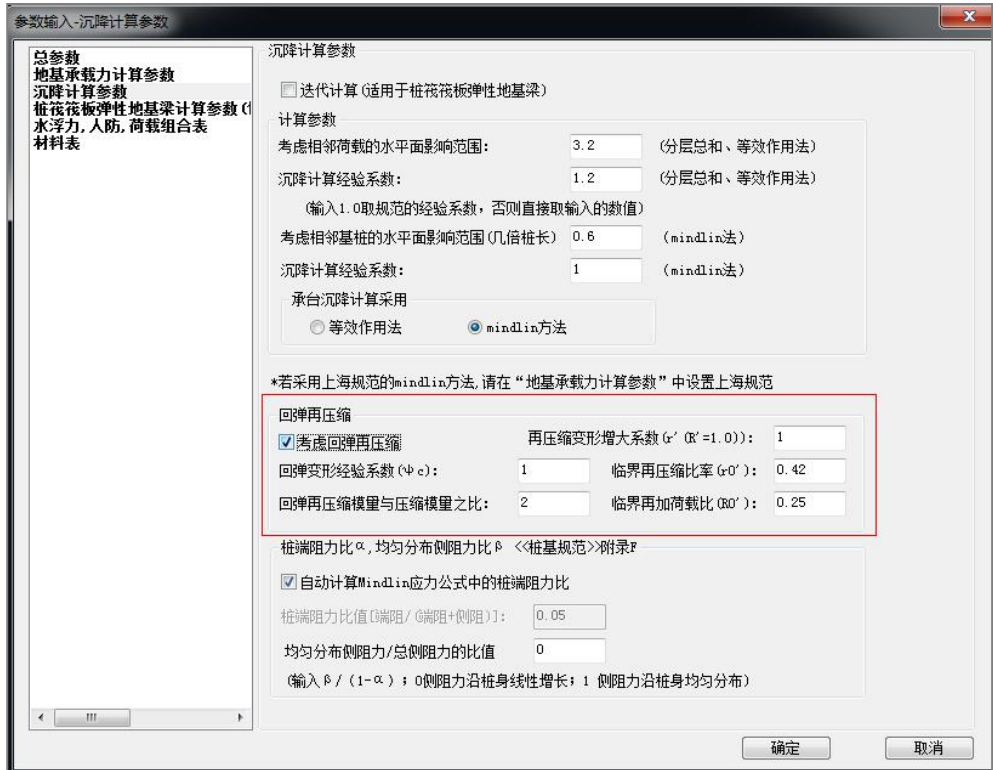 参数输入-沉降计算参数
总参数
地基承载力计算参数
沉降计算参数
桩筏筏板弹性地基梁计算参数(
水浮力,人防,荷载组合表
材料表
沉降计算参数
迭代计算(适用于桩筏筏板弹性地基梁)
计算参数
考虑相邻荷载的水平面影响范围: 3.2 (分层总和、等效作用法)
沉降计算经验系数: 1.2 (分层总和、等效作用法)
(输入1.0取规范的经验系数,否则直接取输入的数值)
考虑相邻基桩的水平面影响范围(几倍桩长) 0.6 (mindlin法)
沉降计算经验系数: 1 (mindlin法)
承台沉降计算采用
等效作用法 mindlin方法
*若采用上海规范的mindlin方法,请在“地基承载力计算参数”中设置上海规范
回弹再压缩
考虑回弹再压缩 再压缩变形增大系数(r′(R′=1.0)): 1
回弹变形经验系数(Ψc): 1 临界再压缩比率(r0′): 0.42
回弹再压缩模量与压缩模量之比: 2 临界再加荷载比(R0′): 0.25
桩端阻力比α,均匀分布侧阻力比β <<桩基规范>>附录F
自动计算Mindlin应力公式中的桩端阻力比
桩端阻力比值[端阻/(端阻+侧阻)]: 0.05
均匀分布侧阻力/总侧阻力的比值 0
(输入β/(1-α);0侧阻力沿桩身线性增长;1 侧阻力沿桩身均匀分布)
确定 取消